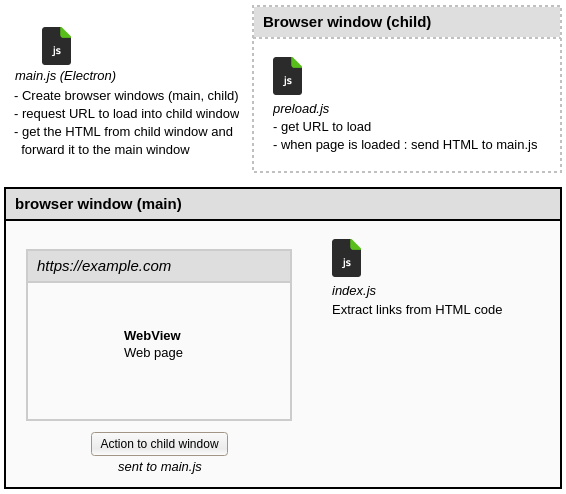 js
main.js (Electron)
- Create browser windows (main, child)
- request URL to load into child window
- get the HTML from child window and
forward it to the main window
Browser window (child)
js
preload.js
- get URL to load
- when page is loaded : send HTML to main.js
browser window (main)
https://example.com
WebView
Web page
Action to child window
sent to main.js
js
index.js
Extract links from HTML code